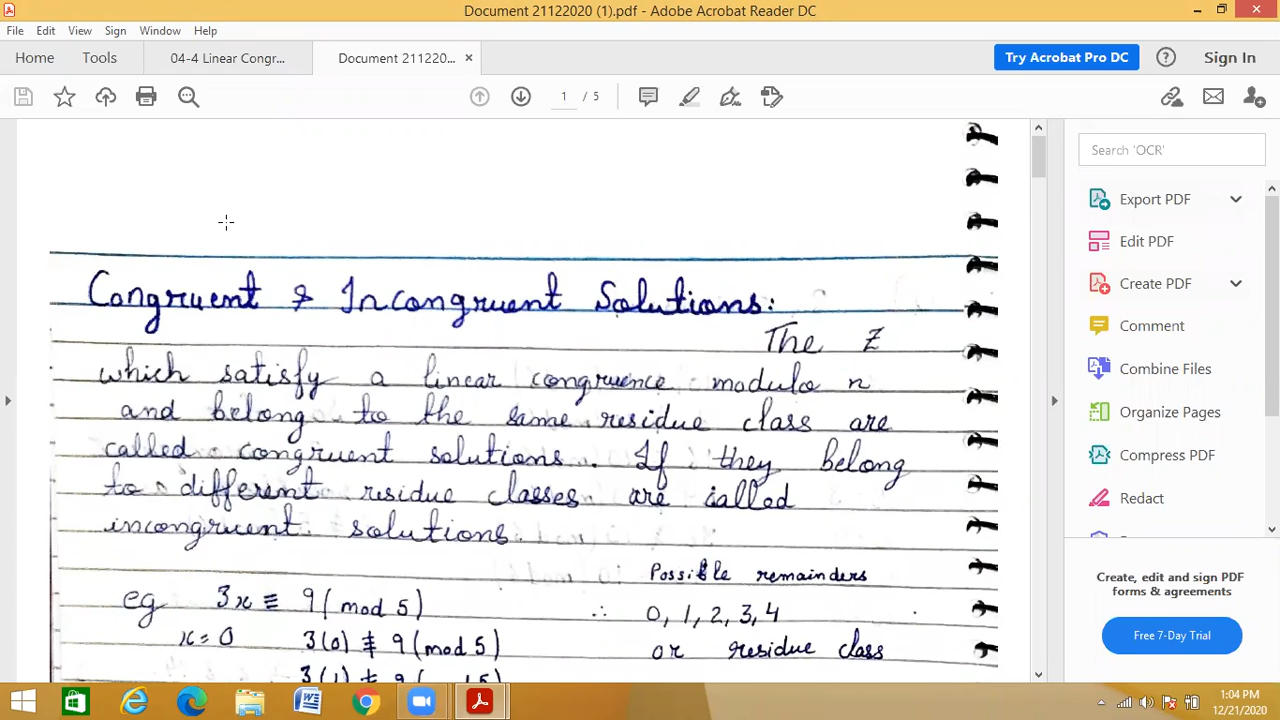 Document 21122020 (1).pdf - Adobe Acrobat Reader DC
File Edit View Sign Window Help
Home Tools 04-4 Linear Congr... Document 211220... × Try Acrobat Pro DC Sign In
1 / 5
Search 'OCR'
Export PDF
Edit PDF
Create PDF
Comment
Combine Files
Organize Pages
Compress PDF
Redact
Create, edit and sign PDF
forms & agreements
Free 7-Day Trial
Congruent & Incongruent Solutions:
The Z
which satisfy a linear congruence modulo n
and belong to the same residue class are
called congruent solutions. If they belong
to different residue classes are called
incongruent solutions.
Possible remainders
eg 3x ≡ 9 (mod 5) ∴ 0, 1, 2, 3, 4
x = 0 3(0) ≢ 9 (mod 5) or residue class
3(1) ≢ 9
1:04 PM
12/21/2020